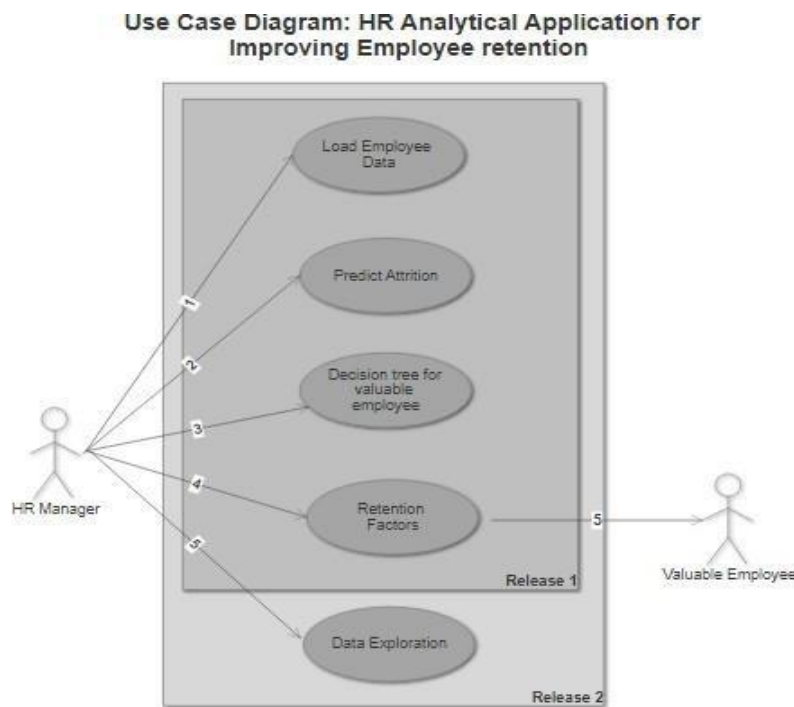 Use Case Diagram: HR Analytical Application for
Improving Employee retention
Load Employee
Data
1
Predict Attrition
2
Decision tree for
valuable
employee
3
HR Manager
4
Retention
Factors
5
Valuable Employee
5
Release 1
Data Exploration
Release 2